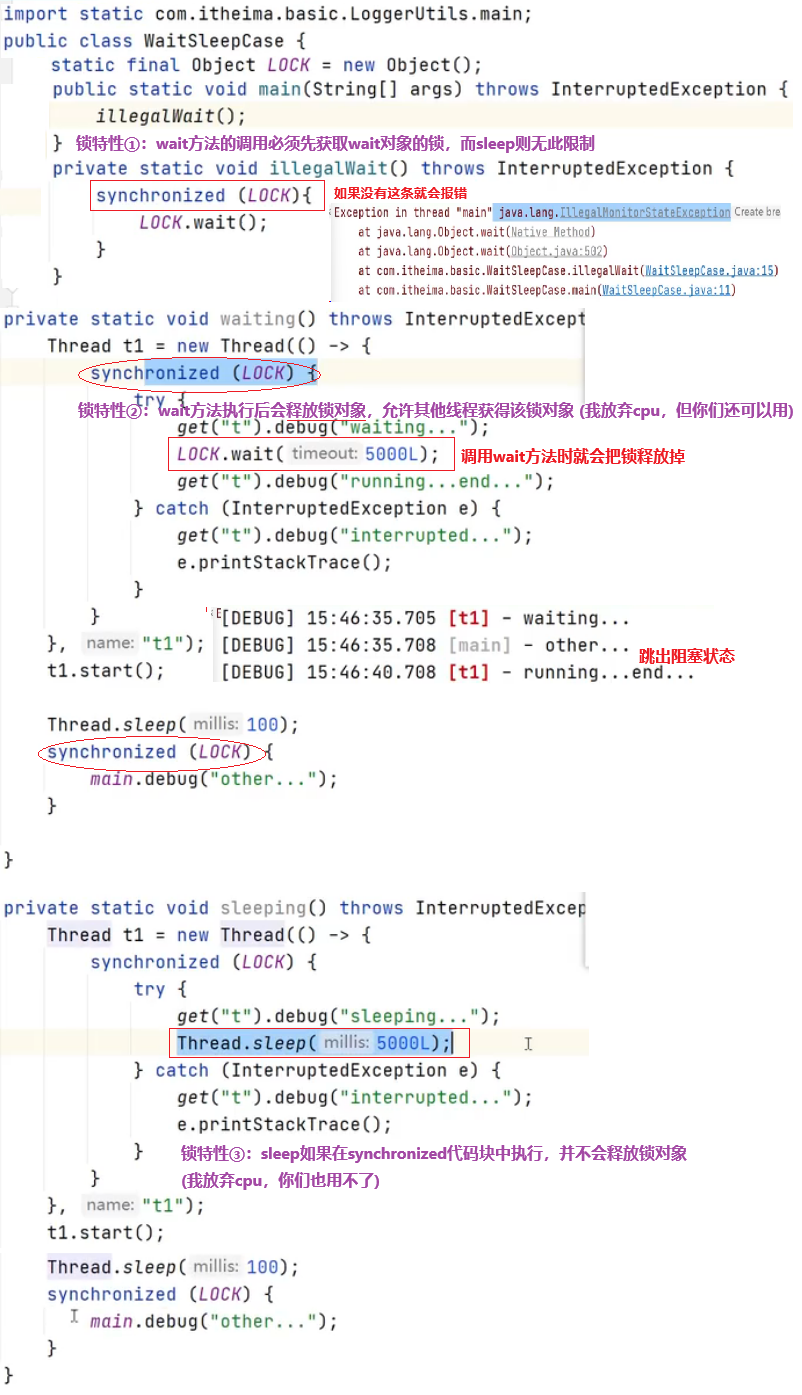 import static com.itheima.basic.LoggerUtils.main;
public class WaitSleepCase {
static final Object LOCK = new Object();
public static void main(String[] args) throws InterruptedException {
illegalWait();
} 锁特性①：wait方法的调用必须先获取wait对象的锁，而sleep则无此限制
private static void illegalWait() throws InterruptedException {
synchronized (LOCK){ 如果没有这条就会报错
LOCK.wait();
}
}
Exception in thread "main" java.lang.IllegalMonitorStateException Create bre
at java.lang.Object.wait(Native Method)
at java.lang.Object.wait(Object.java:502)
at com.itheima.basic.WaitSleepCase.illegalWait(WaitSleepCase.java:15)
at com.itheima.basic.WaitSleepCase.main(WaitSleepCase.java:11)
private static void waiting() throws InterruptedExcept
Thread t1 = new Thread(() -> {
synchronized (LOCK) {
try {
锁特性②：wait方法执行后会释放锁对象，允许其他线程获得该锁对象 (我放弃cpu，但你们还可以用)
get("t").debug("waiting...");
LOCK.wait( timeout: 5000L); 调用wait方法时就会把锁释放掉
get("t").debug("running...end...");
} catch (InterruptedException e) {
get("t").debug("interrupted...");
e.printStackTrace();
}
}
}, name: "t1");
t1.start();
[DEBUG] 15:46:35.705 [t1] - waiting...
[DEBUG] 15:46:35.708 [main] - other...
[DEBUG] 15:46:40.708 [t1] - running...end...
跳出阻塞状态
Thread.sleep( millis: 100);
synchronized (LOCK) {
main.debug("other...");
}
}
private static void sleeping() throws InterruptedExcep
Thread t1 = new Thread(() -> {
synchronized (LOCK) {
try {
get("t").debug("sleeping...");
Thread.sleep( millis: 5000L);
} catch (InterruptedException e) {
get("t").debug("interrupted...");
e.printStackTrace();
}
锁特性③：sleep如果在synchronized代码块中执行，并不会释放锁对象
}
(我放弃cpu，你们也用不了)
}, name: "t1");
t1.start();
Thread.sleep( millis: 100);
synchronized (LOCK) {
main.debug("other...");
}
}